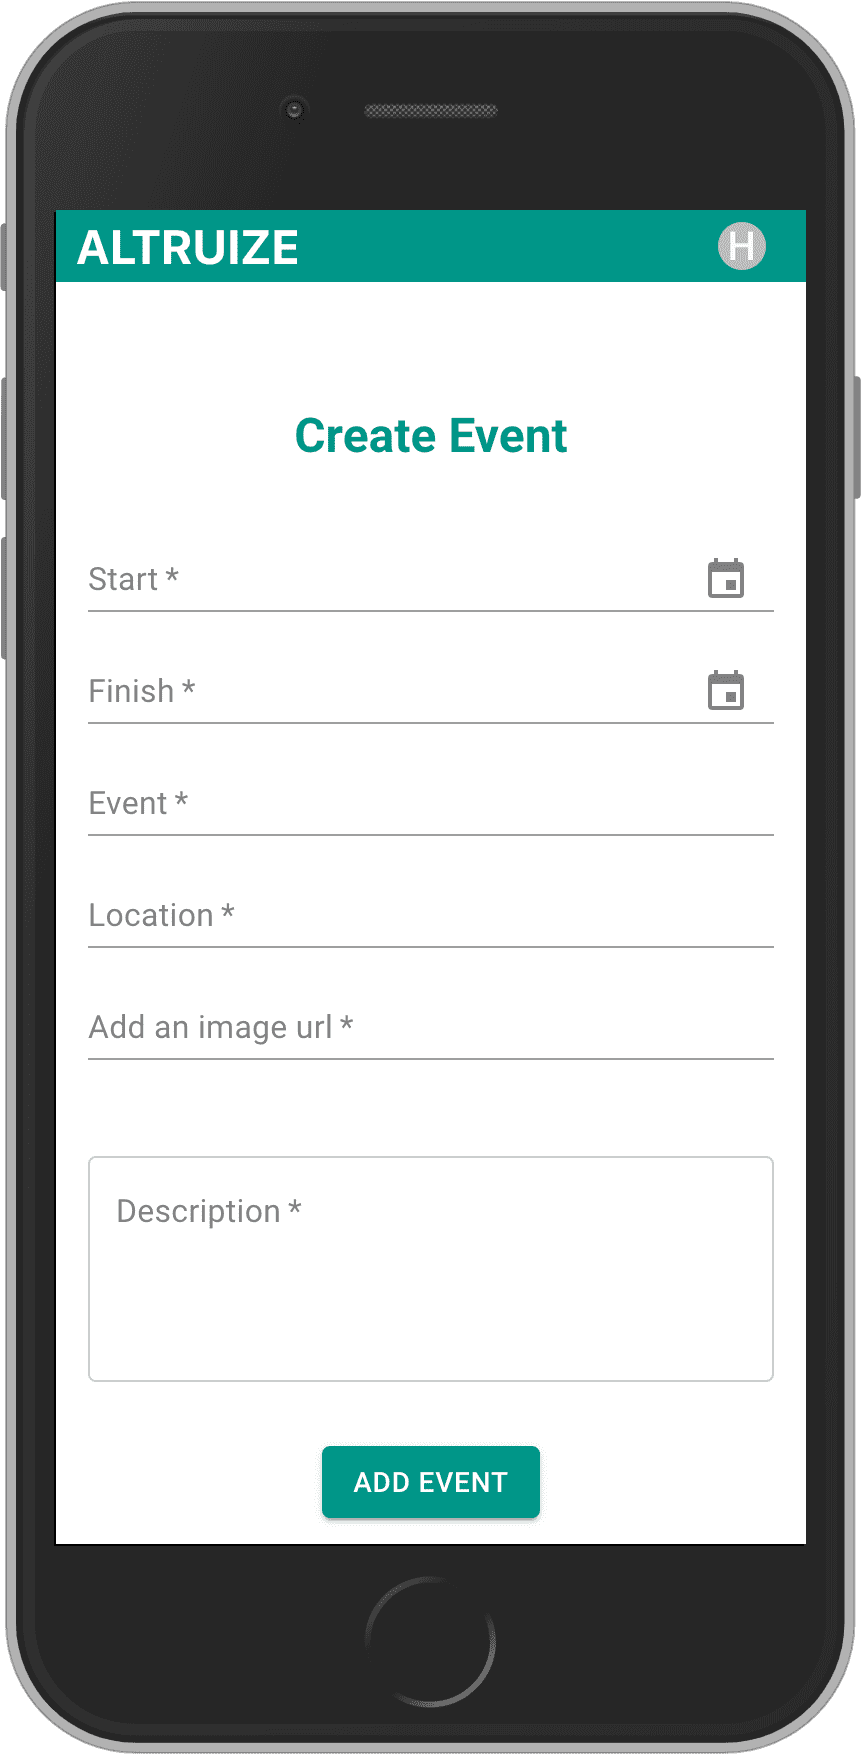 ALTRUIZE
H
Create Event
Start *
Finish *
Event *
Location *
Add an image url *
Description *
ADD EVENT